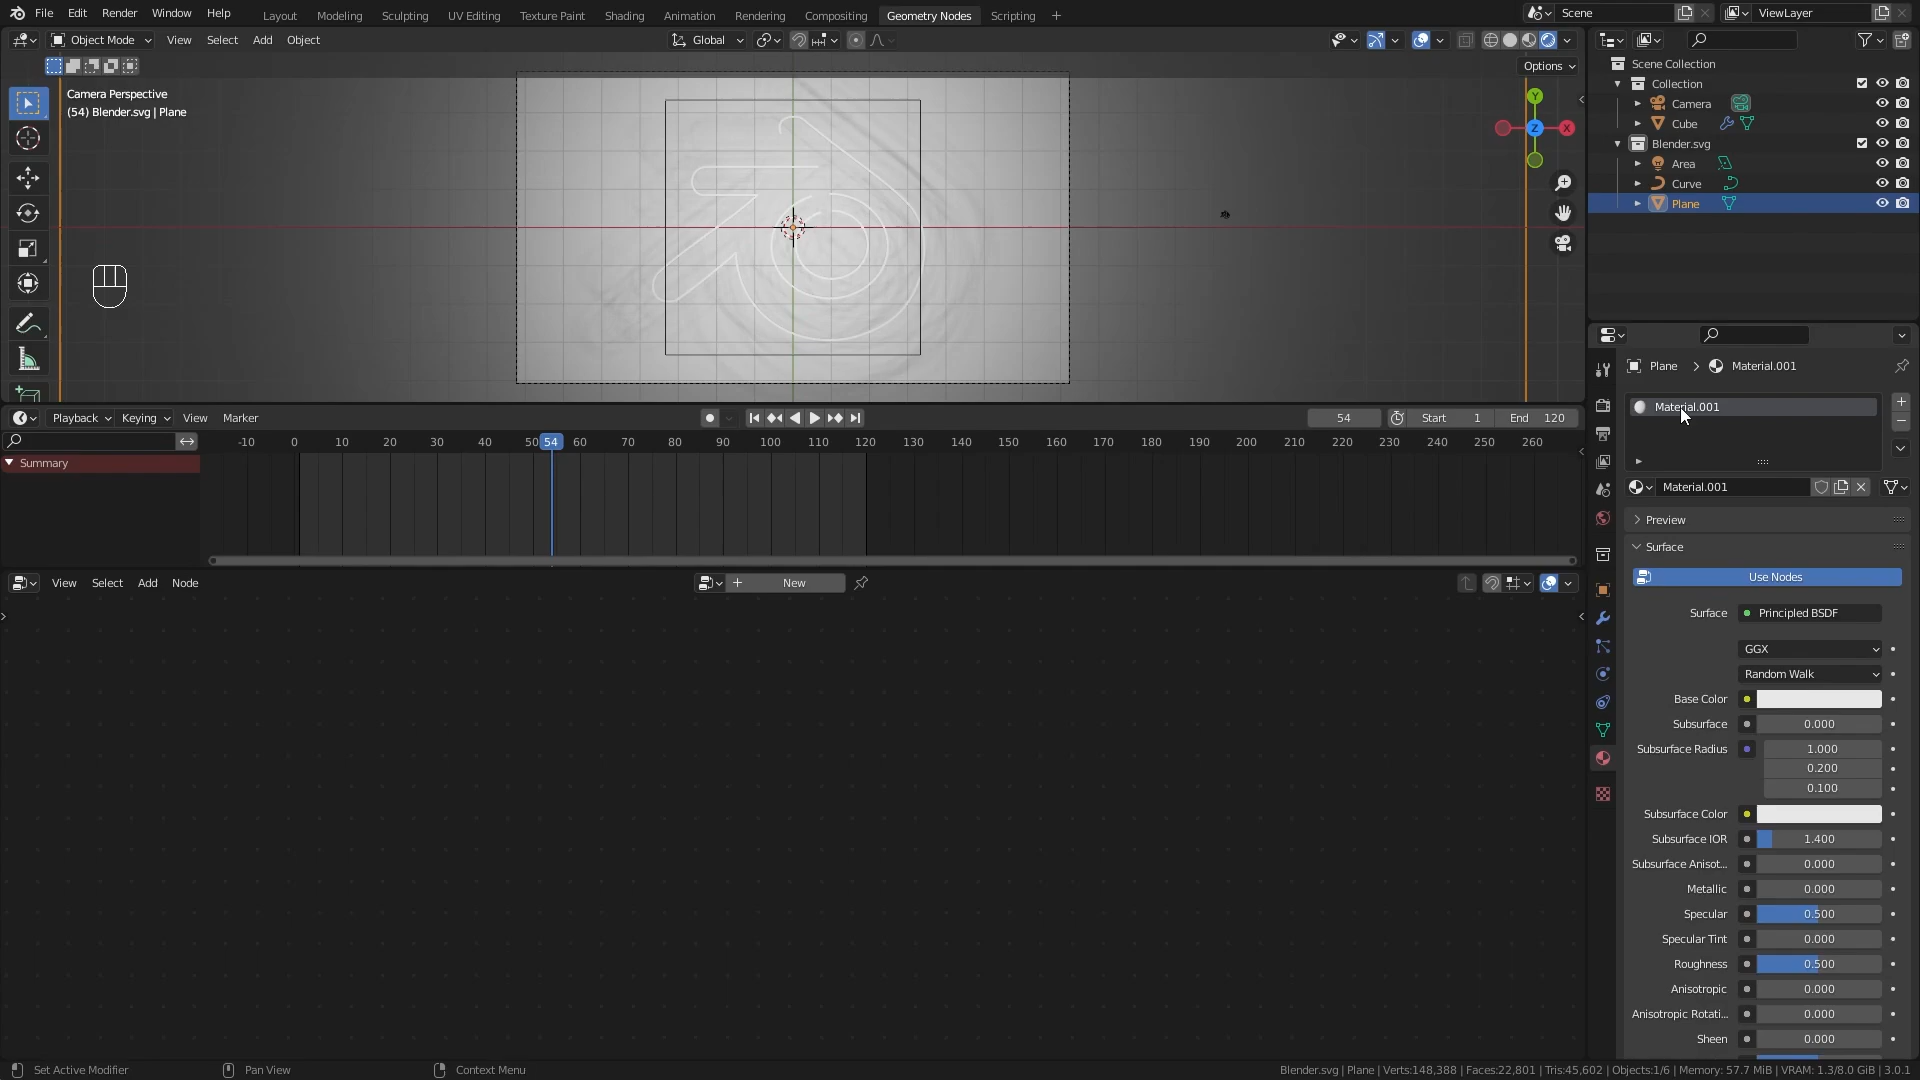 File Edit Render Window Help Layout Modeling Sculpting UV Editing Texture Paint Shading Animation Rendering Compositing Geometry Nodes Scripting + Scene ViewLayer
Object Mode View Select Add Object Global
Options
Camera Perspective
(54) Blender.svg | Plane
Y
Z
X
Scene Collection
Collection
Camera
Cube
Blender.svg
Area
Curve
Plane
Playback Keying View Marker 54 Start 1 End 120
-10 0 10 20 30 40 50 54 60 70 80 90 100 110 120 130 140 150 160 170 180 190 200 210 220 230 240 250 260
Summary
View Select Add Node + New
Plane > Material.001
Material.001
Material.001
Preview
Surface
Use Nodes
Surface Principled BSDF
GGX
Random Walk
Base Color
Subsurface 0.000
Subsurface Radius 1.000
0.200
0.100
Subsurface Color
Subsurface IOR 1.400
Subsurface Anisot... 0.000
Metallic 0.000
Specular 0.500
Specular Tint 0.000
Roughness 0.500
Anisotropic 0.000
Anisotropic Rotati... 0.000
Sheen 0.000
Set Active Modifier Pan View Context Menu Blender.svg | Plane | Verts:148,388 | Faces:22,801 | Tris:45,602 | Objects:1/6 | Memory: 57.7 MiB | VRAM: 1.3/8.0 GiB | 3.0.1